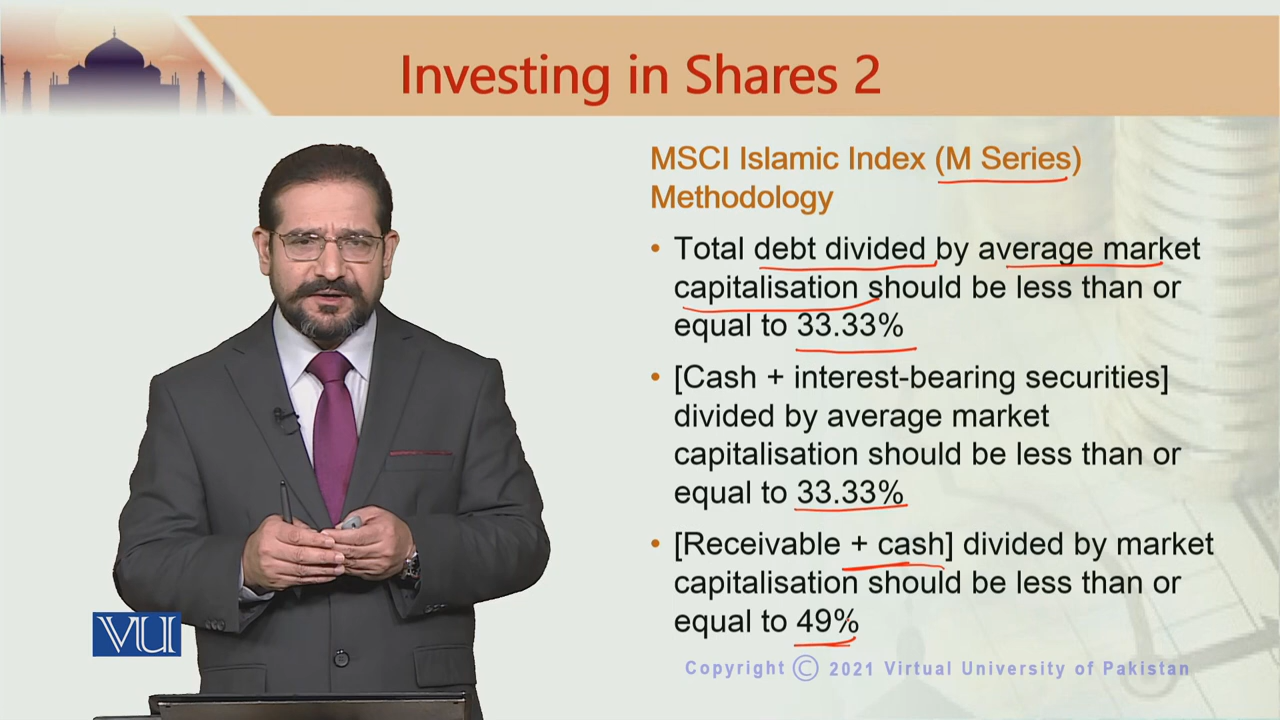 Investing in Shares 2
MSCI Islamic Index (M Series)
Methodology
• Total debt divided by average market
capitalisation should be less than or
equal to 33.33%
• [Cash + interest-bearing securities]
divided by average market
capitalisation should be less than or
equal to 33.33%
• [Receivable + cash] divided by market
capitalisation should be less than or
equal to 49%
VU
Copyright © 2021 Virtual University of Pakistan